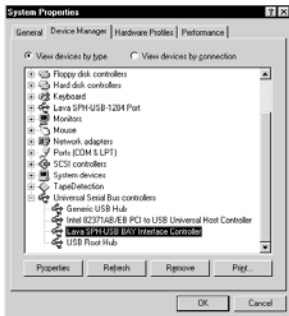 System Properties
General Device Manager Hardware Profiles Performance
View devices by type View devices by connection
Floppy disk controllers
Hard disk controllers
Keyboard
Lava SPH-USB-1284 Port
Monitors
Mouse
Network adapters
Ports (COM & LPT)
SCSI controllers
System devices
TapeDetection
Universal Serial Bus controllers
Generic USB Hub
Intel 82371AB/EB PCI to USB Universal Host Controller
Lava SPH-USB BAY Interface Controller
USB Root Hub
Properties Refresh Remove Print...
OK Cancel